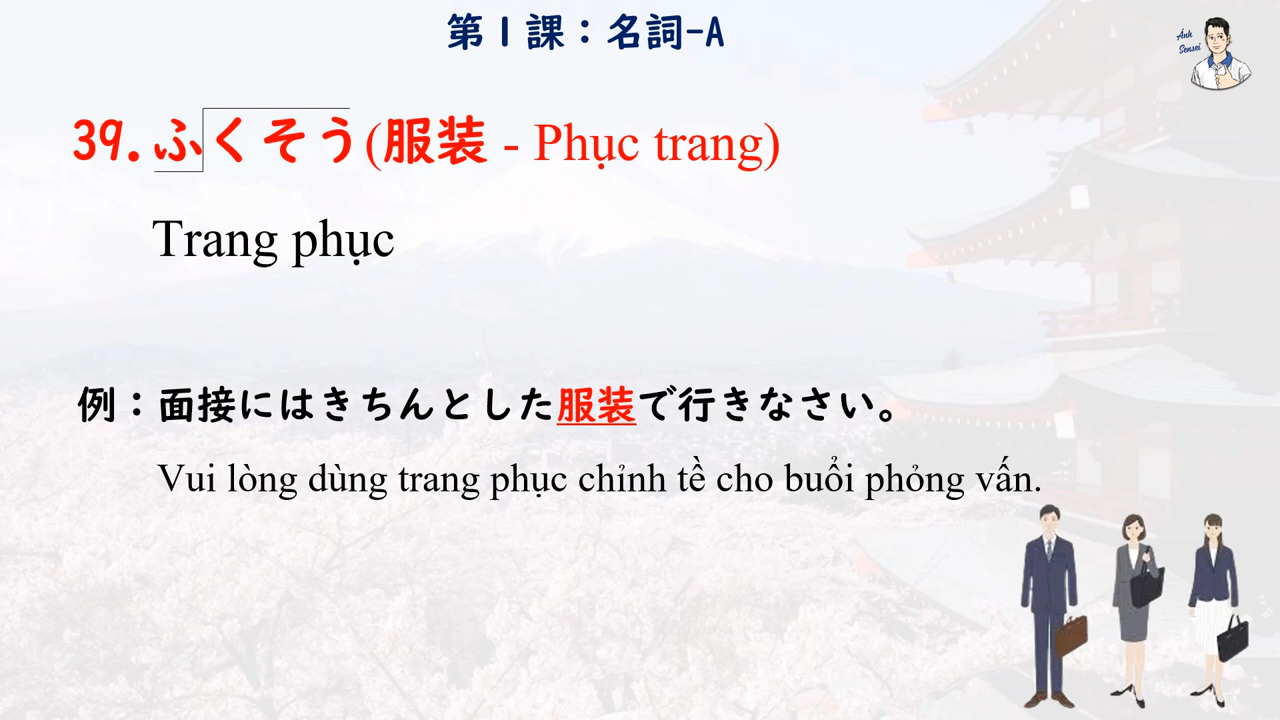 第1課：名詞-A
Anh
Sensei
39.ふくそう(服装 - Phục trang)
Trang phục
例：面接にはきちんとした服装で行きなさい。
Vui lòng dùng trang phục chỉnh tề cho buổi phỏng vấn.